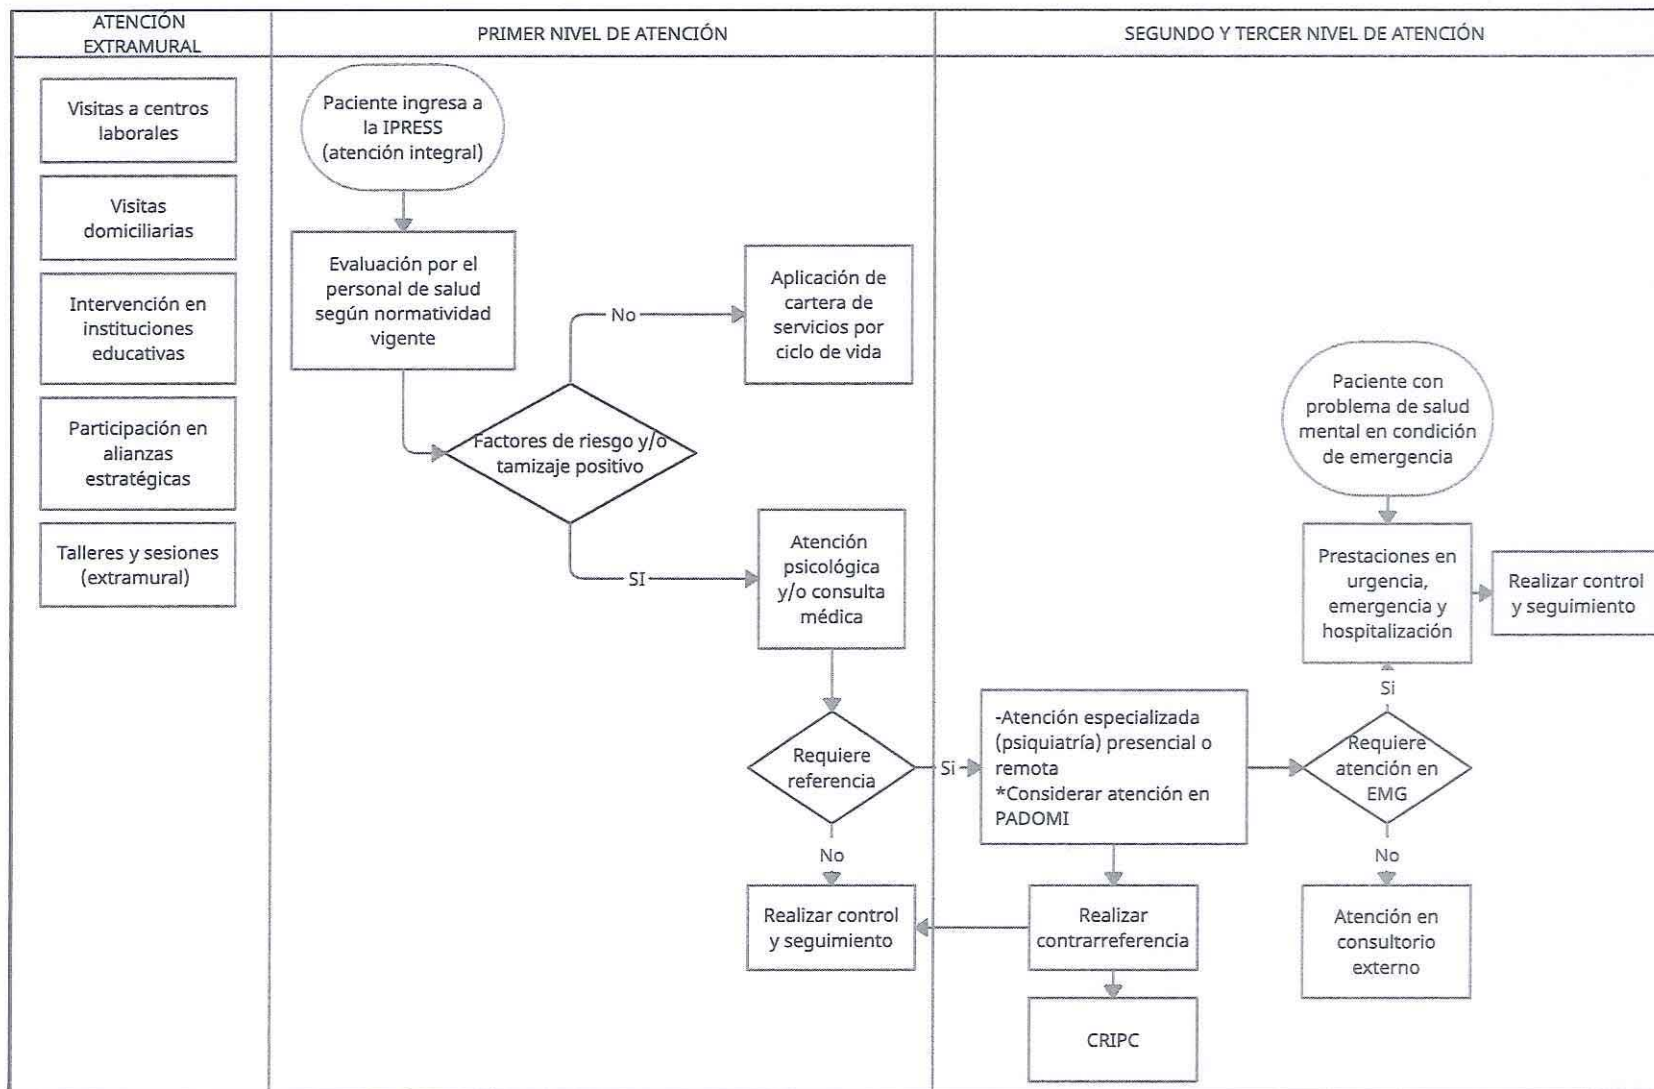 ATENCIÓN
EXTRAMURAL
PRIMER NIVEL DE ATENCIÓN
SEGUNDO Y TERCER NIVEL DE ATENCIÓN
Visitas a centros
laborales
Visitas
domiciliarias
Intervención en
instituciones
educativas
Participación en
alianzas
estratégicas
Talleres y sesiones
(extramural)
Paciente ingresa a
la IPRESS
(atención integral)
Evaluación por el
personal de salud
según normatividad
vigente
No
Aplicación de
cartera de
servicios por
ciclo de vida
Factores de riesgo y/o
tamizaje positivo
SI
Atención
psicológica
y/o consulta
médica
Requiere
referencia
No
Realizar control
y seguimiento
Si
-Atención especializada
(psiquiatría) presencial o
remota
*Considerar atención en
PADOMI
Realizar
contrarreferencia
CRIPC
Paciente con
problema de salud
mental en condición
de emergencia
Prestaciones en
urgencia,
emergencia y
hospitalización
Realizar control
y seguimiento
Si
Requiere
atención en
EMG
No
Atención en
consultorio
externo